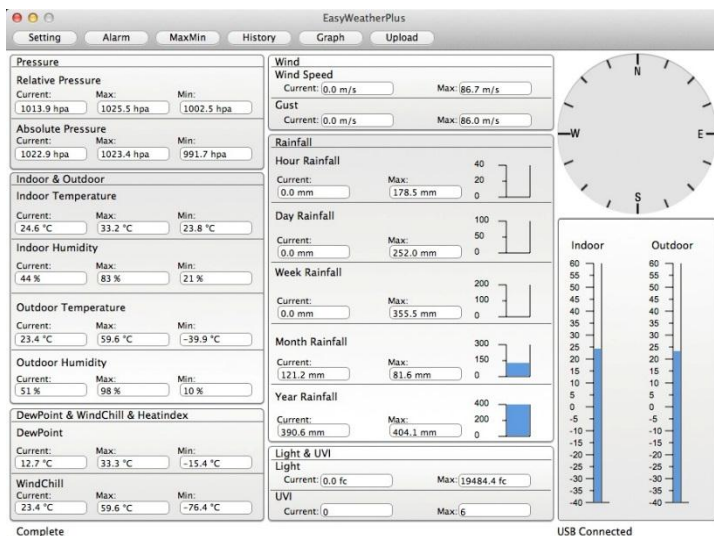 EasyWeatherPlus
Setting Alarm MaxMin History Graph Upload
Pressure
Relative Pressure
Current: Max: Min:
1013.9 hpa 1025.5 hpa 1002.5 hpa
Absolute Pressure
Current: Max: Min:
1022.9 hpa 1023.4 hpa 991.7 hpa
Indoor & Outdoor
Indoor Temperature
Current: Max: Min:
24.6 °C 33.2 °C 23.8 °C
Indoor Humidity
Current: Max: Min:
44 % 83 % 21 %
Outdoor Temperature
Current: Max: Min:
23.4 °C 59.6 °C -39.9 °C
Outdoor Humidity
Current: Max: Min:
51 % 98 % 10 %
DewPoint & WindChill & Heatindex
DewPoint
Current: Max: Min:
12.7 °C 33.3 °C -15.4 °C
WindChill
Current: Max: Min:
23.4 °C 59.6 °C -76.4 °C
Complete
Wind
Wind Speed
Current: 0.0 m/s Max: 86.7 m/s
Gust
Current: 0.0 m/s Max: 86.0 m/s
Rainfall
Hour Rainfall
Current: Max:
0.0 mm 178.5 mm
40
20
0
Day Rainfall
Current: Max:
0.0 mm 252.0 mm
100
50
0
Week Rainfall
Current: Max:
0.0 mm 355.5 mm
200
100
0
Month Rainfall
Current: Max:
121.2 mm 81.6 mm
300
150
0
Year Rainfall
Current: Max:
390.6 mm 404.1 mm
400
200
0
Light & UVI
Light
Current: 0.0 fc Max: 19484.4 fc
UVI
Current: 0 Max: 6
N
W E
S
Indoor Outdoor
60 60
55 55
50 50
45 45
40 40
35 35
30 30
25 25
20 20
15 15
10 10
5 5
0 0
-5 -5
-10 -10
-15 -15
-20 -20
-25 -25
-30 -30
-35 -35
-40 -40
USB Connected